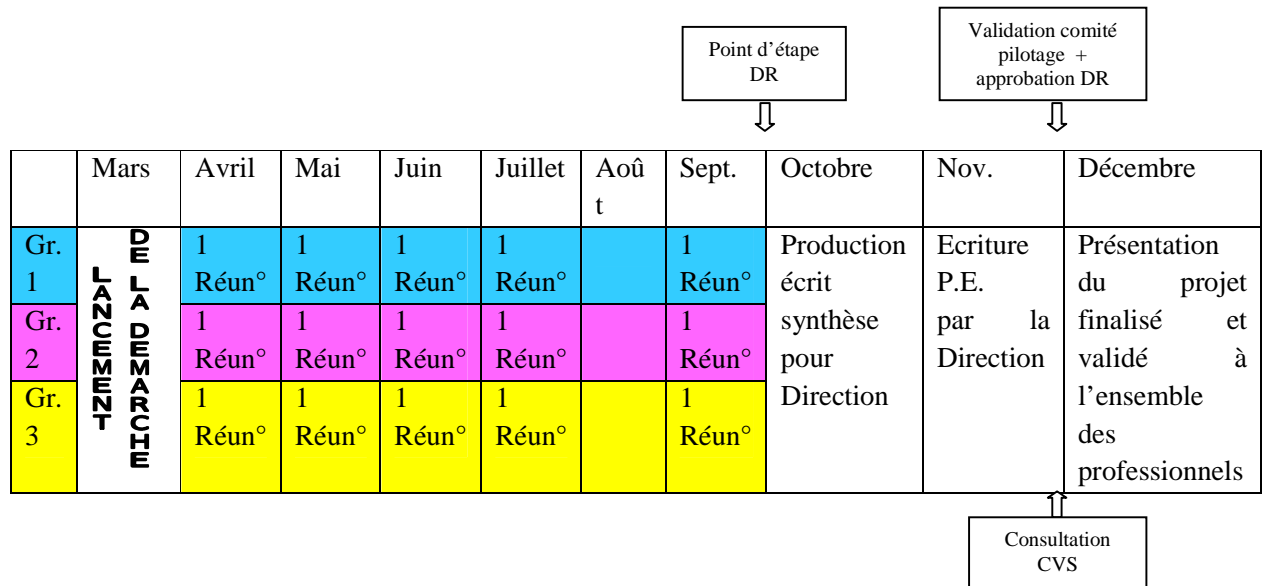 Point d’étape
DR
Validation comité
pilotage +
approbation DR
Mars Avril Mai Juin Juillet Aoû
t Sept. Octobre Nov. Décembre
LANCEMENT
DE LA DEMARCHE
Gr.
1
1
Réun°
1
Réun°
1
Réun°
1
Réun°
1
Réun°
Gr.
2
1
Réun°
1
Réun°
1
Réun°
1
Réun°
1
Réun°
Gr.
3
1
Réun°
1
Réun°
1
Réun°
1
Réun°
1
Réun°
Production
écrit
synthèse
pour
Direction
Ecriture
P.E.
par la
Direction
Présentation
du projet
finalisé et
validé à
l’ensemble
des
professionnels
Consultation
CVS